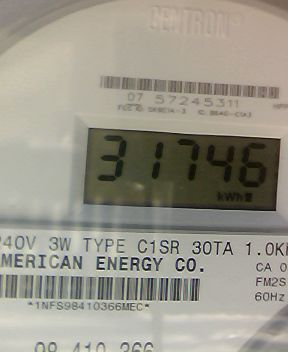 CENTRON®
07 57245311
31746
kWh
240V 3W TYPE C1SR 30TA 1.0K
AMERICAN ENERGY CO.
CA 0
FM2S
60Hz
*1NFS98410366MEC*
98 410 366